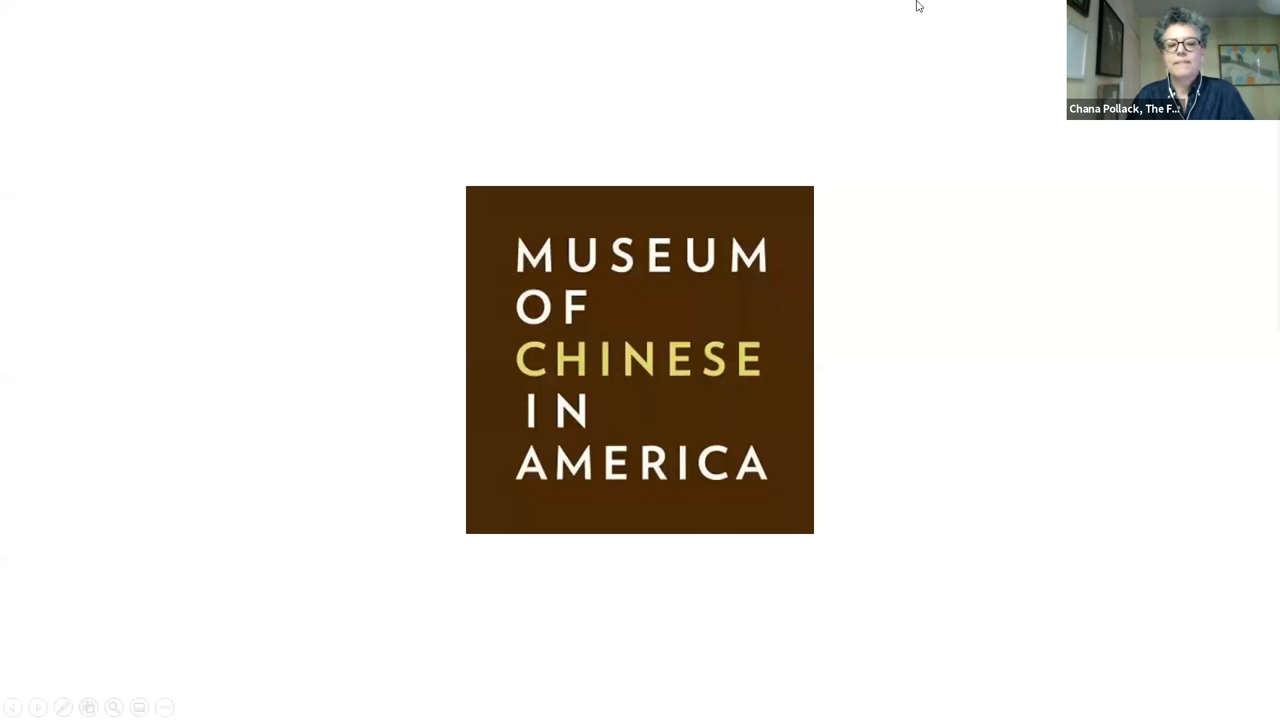 Chana Pollack, The F...
MUSEUM
OF
CHINESE
IN
AMERICA